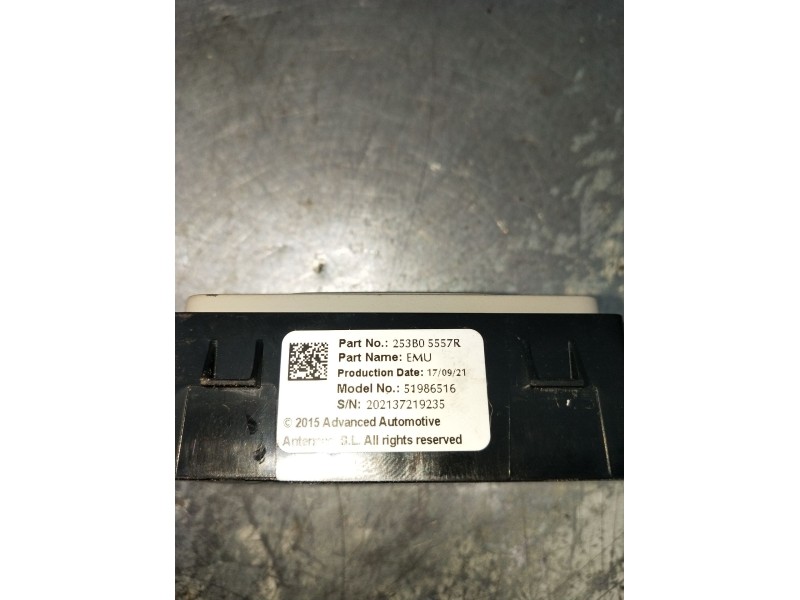 Part No.: 253B0 5557R
Part Name: EMU
Production Date: 17/09/21
Model No.: 51986516
S/N: 202137219235
© 2015 Advanced Automotive
S.L. All rights reserved